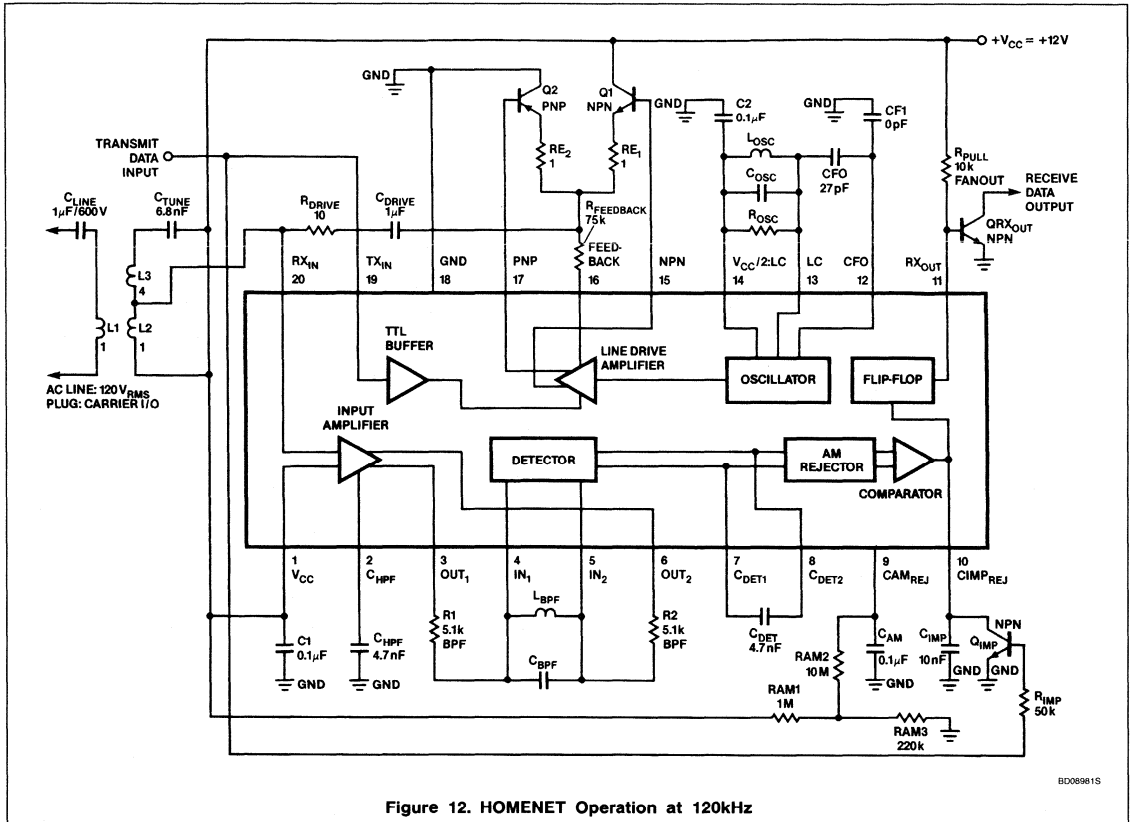 +VCC = +12V
GND
Q2
PNP
Q1
NPN
GND
C2
0.1µF
GND
CF1
0pF
TRANSMIT
DATA
INPUT
RE2
1
RE1
1
LOSC
COSC
ROSC
CFO
27pF
RPULL
10k
FANOUT
RECEIVE
DATA
OUTPUT
QRXOUT
NPN
CLINE
1µF/600V
CTUNE
6.8nF
RDRIVE
10
CDRIVE
1µF
RFEEDBACK
75k
FEED-
BACK
RXIN
20
TXIN
19
GND
18
PNP
17
16
NPN
15
VCC/2:LC
14
LC
13
CFO
12
RXOUT
11
L3
4
L1
1
L2
1
AC LINE: 120VRMS
PLUG: CARRIER I/O
TTL
BUFFER
LINE DRIVE
AMPLIFIER
OSCILLATOR
FLIP-FLOP
INPUT
AMPLIFIER
DETECTOR
AM
REJECTOR
COMPARATOR
1
VCC
2
CHPF
3
OUT1
4
IN1
5
IN2
6
OUT2
7
CDET1
8
CDET2
9
CAMREJ
10
CIMPREJ
C1
0.1µF
GND
CHPF
4.7nF
GND
R1
5.1k
BPF
LBPF
CBPF
R2
5.1k
BPF
CDET
4.7nF
RAM2
10M
CAM
0.1µF
GND
CIMP
10nF
GND
NPN
QIMP
GND
RIMP
50k
RAM1
1M
RAM3
220k
BD08981S
Figure 12. HOMENET Operation at 120kHz